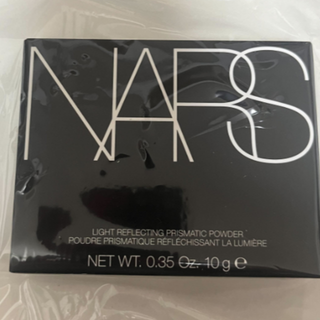 NARS
LIGHT REFLECTING PRISMATIC POWDER
POUDRE PRISMATIQUE RÉFLÉCHISSANT LA LUMIÈRE
NET WT. 0.35 Oz. 10 g ℮